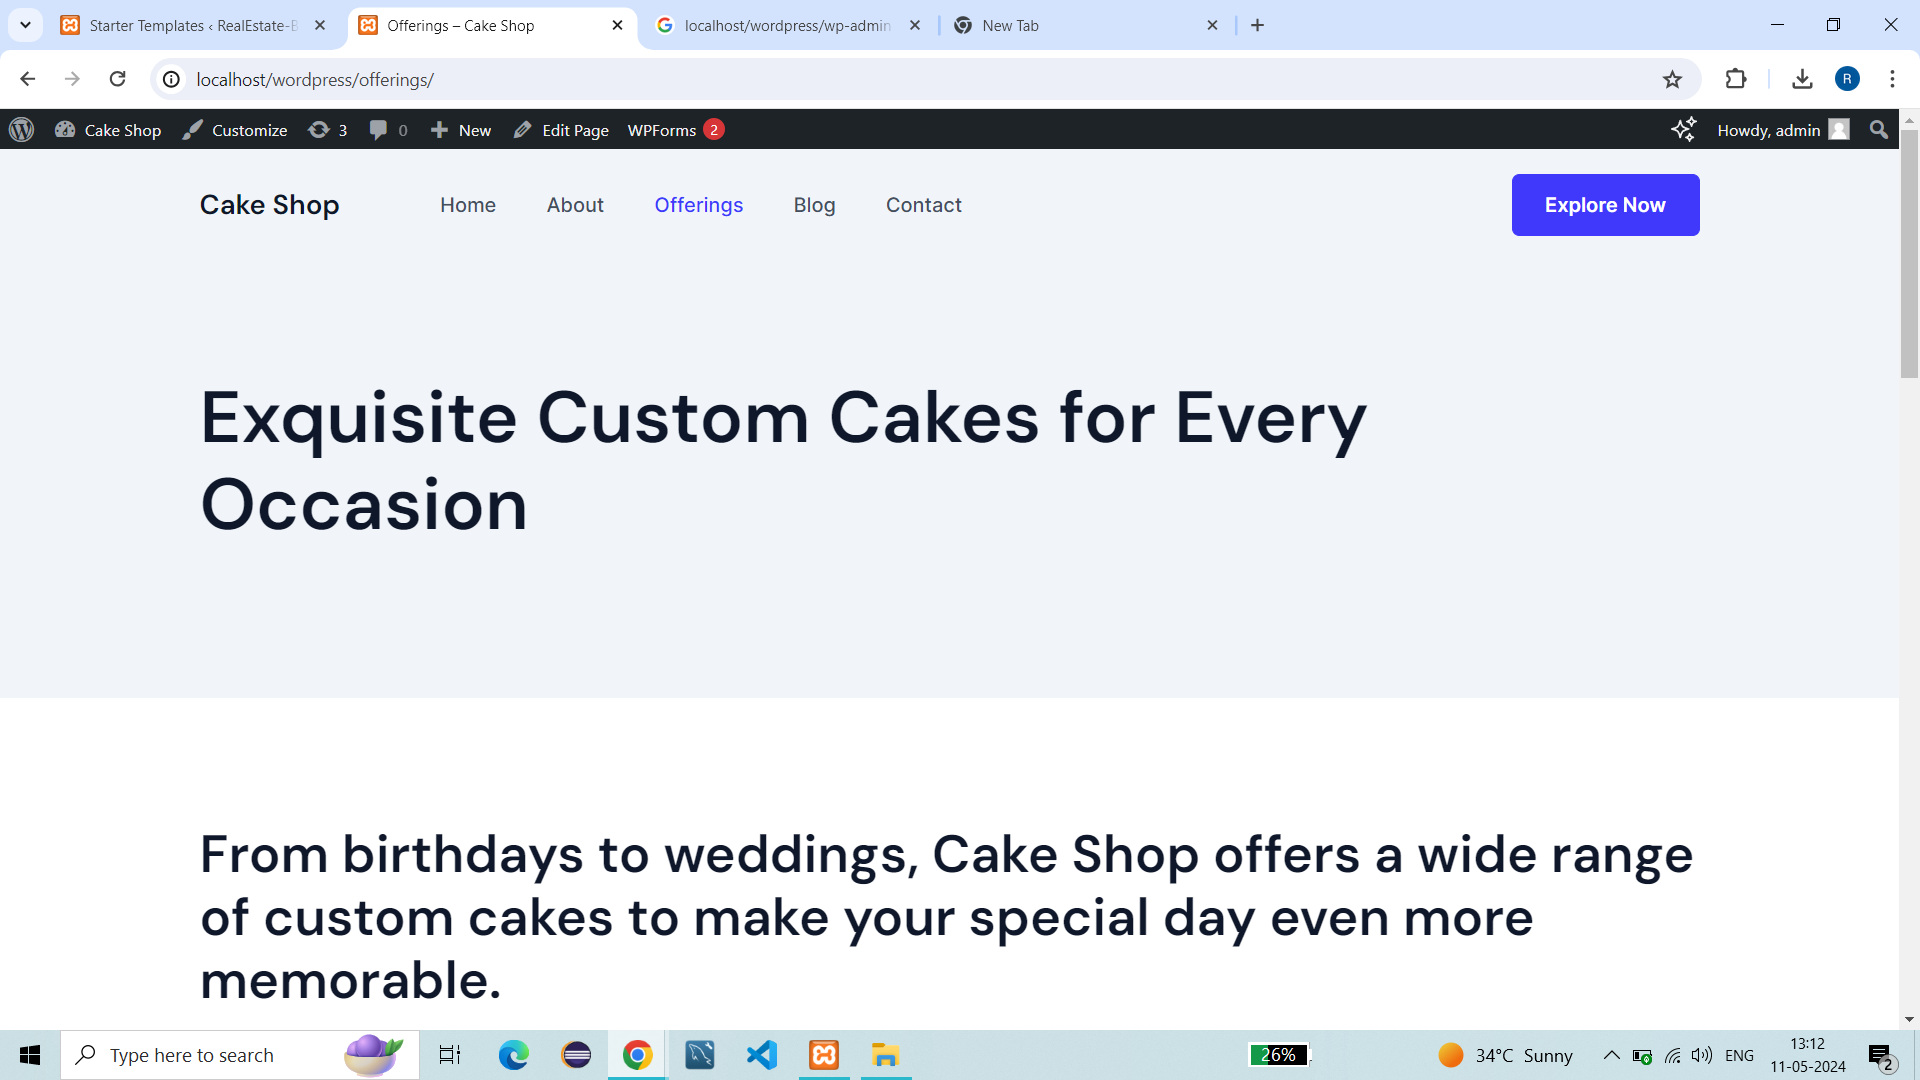 Starter Templates ‹ RealEstate-B
Offerings – Cake Shop
localhost/wordpress/wp-admin
New Tab
localhost/wordpress/offerings/
R
Cake Shop
Customize
3
0
New
Edit Page
WPForms 2
Howdy, admin
Cake Shop
Home
About
Offerings
Blog
Contact
Explore Now
Exquisite Custom Cakes for Every
Occasion
From birthdays to weddings, Cake Shop offers a wide range
of custom cakes to make your special day even more
memorable.
Type here to search
26%
34°C Sunny
ENG
13:12
11-05-2024
2